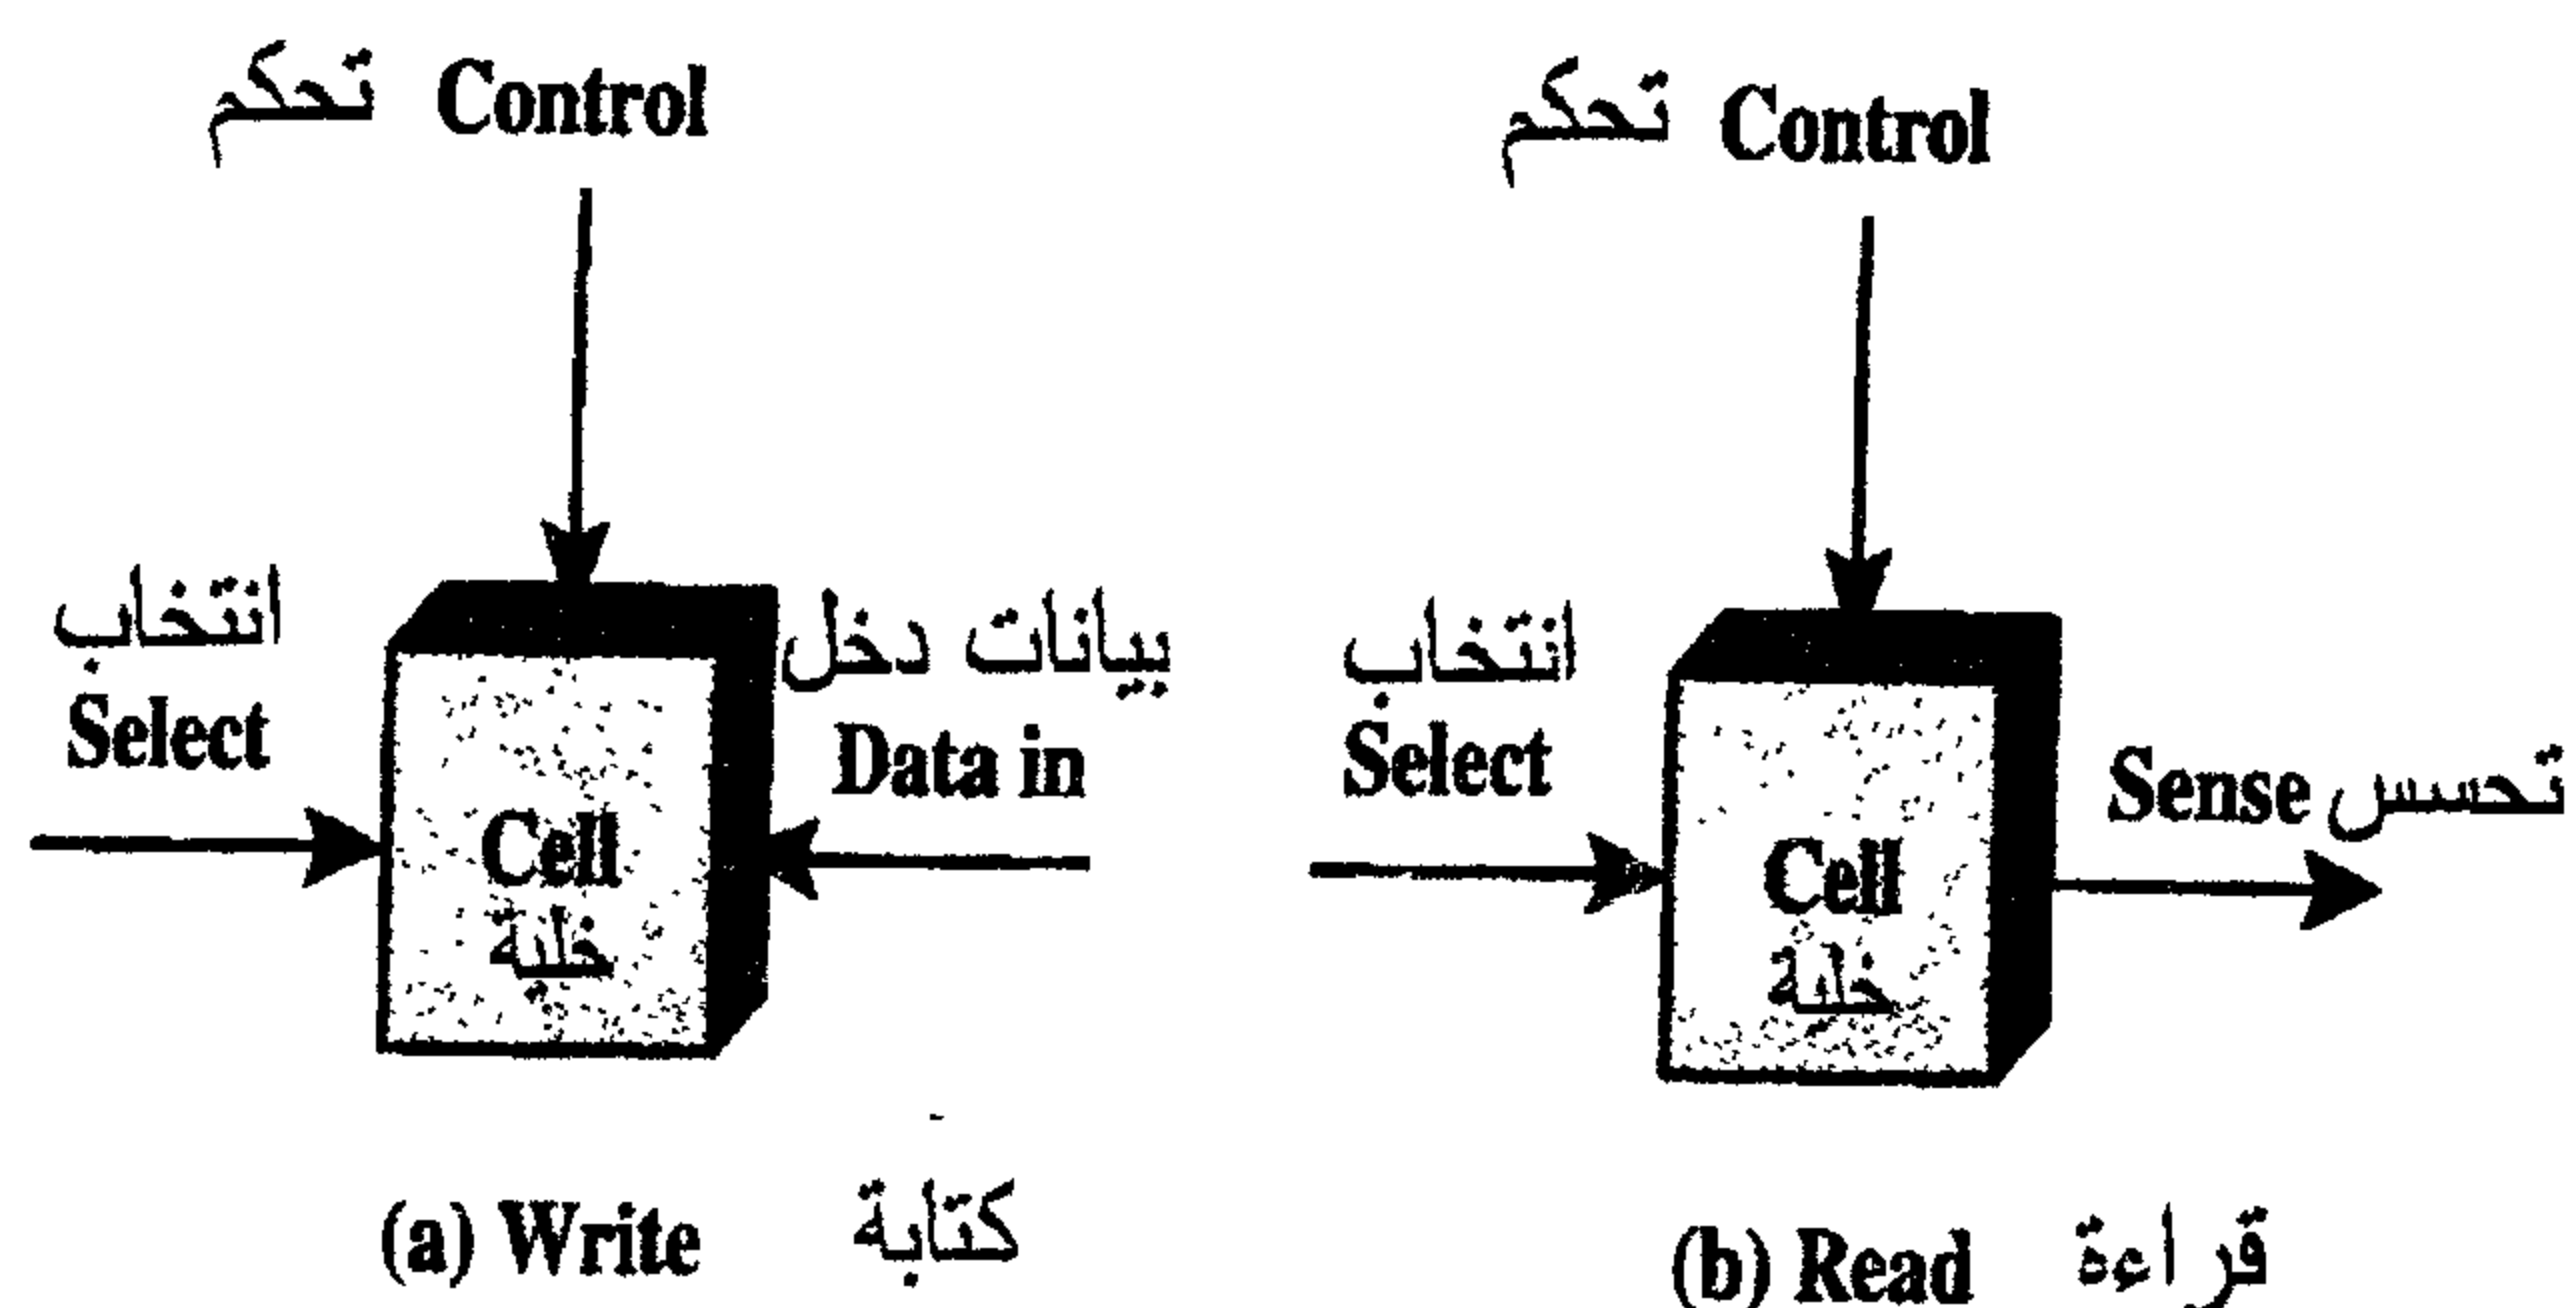 تحكم Control
تحكم Control
انتخاب
Select
بيانات دخل
Data in
Cell
خلية
انتخاب
Select
Sense تحسس
Cell
خلية
(a) Write كتابة
(b) Read قراءة